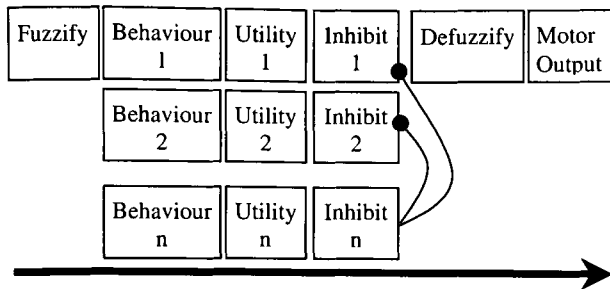 Fuzzify Behaviour 1 Utility 1 Inhibit 1 Defuzzify Motor Output
Behaviour 2 Utility 2 Inhibit 2
Behaviour n Utility n Inhibit n